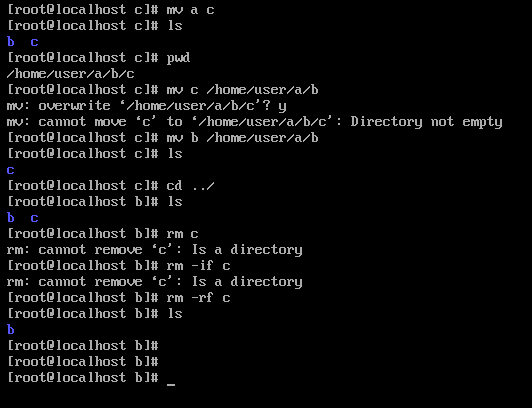 [root@localhost c]# mv a c
[root@localhost c]# ls
b  c
[root@localhost c]# pwd
/home/user/a/b/c
[root@localhost c]# mv c /home/user/a/b
mv: overwrite ‘/home/user/a/b/c’? y
mv: cannot move ‘c’ to ‘/home/user/a/b/c’: Directory not empty
[root@localhost c]# mv b /home/user/a/b
[root@localhost c]# ls
c
[root@localhost c]# cd ../
[root@localhost b]# ls
b  c
[root@localhost b]# rm c
rm: cannot remove ‘c’: Is a directory
[root@localhost b]# rm -if c
rm: cannot remove ‘c’: Is a directory
[root@localhost b]# rm -rf c
[root@localhost b]# ls
b
[root@localhost b]#
[root@localhost b]#
[root@localhost b]# _